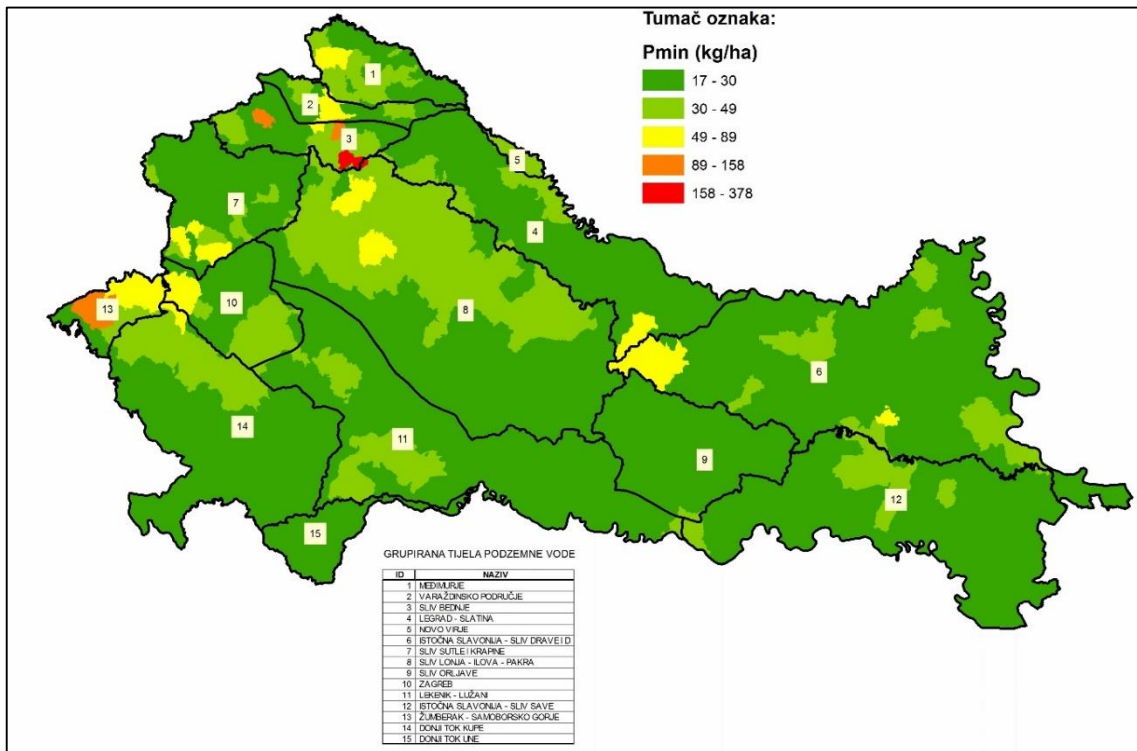 Tumač oznaka:
Pmin (kg/ha)
17 - 30
30 - 49
49 - 89
89 - 158
158 - 378
1
2
3
5
7
4
10
13
8
6
14
11
9
12
15
GRUPIRANA TIJELA PODZEMNE VODE
ID NAZIV
1 MEĐIMURJE
2 VARAŽDINSKO PODRUČJE
3 SLIV BEDNJE
4 LEGRAD - SLATINA
5 NOVO VIRJE
6 ISTOČNA SLAVONIJA - SLIV DRAVE I D
7 SLIV SUTLE I KRAPINE
8 SLIV LONJA - ILOVA - PAKRA
9 SLIV ORLJAVE
10 ZAGREB
11 LEKENIK - LUŽANI
12 ISTOČNA SLAVONIJA - SLIV SAVE
13 ŽUMBERAK - SAMOBORSKO GORJE
14 DONJI TOK KUPE
15 DONJI TOK UNE